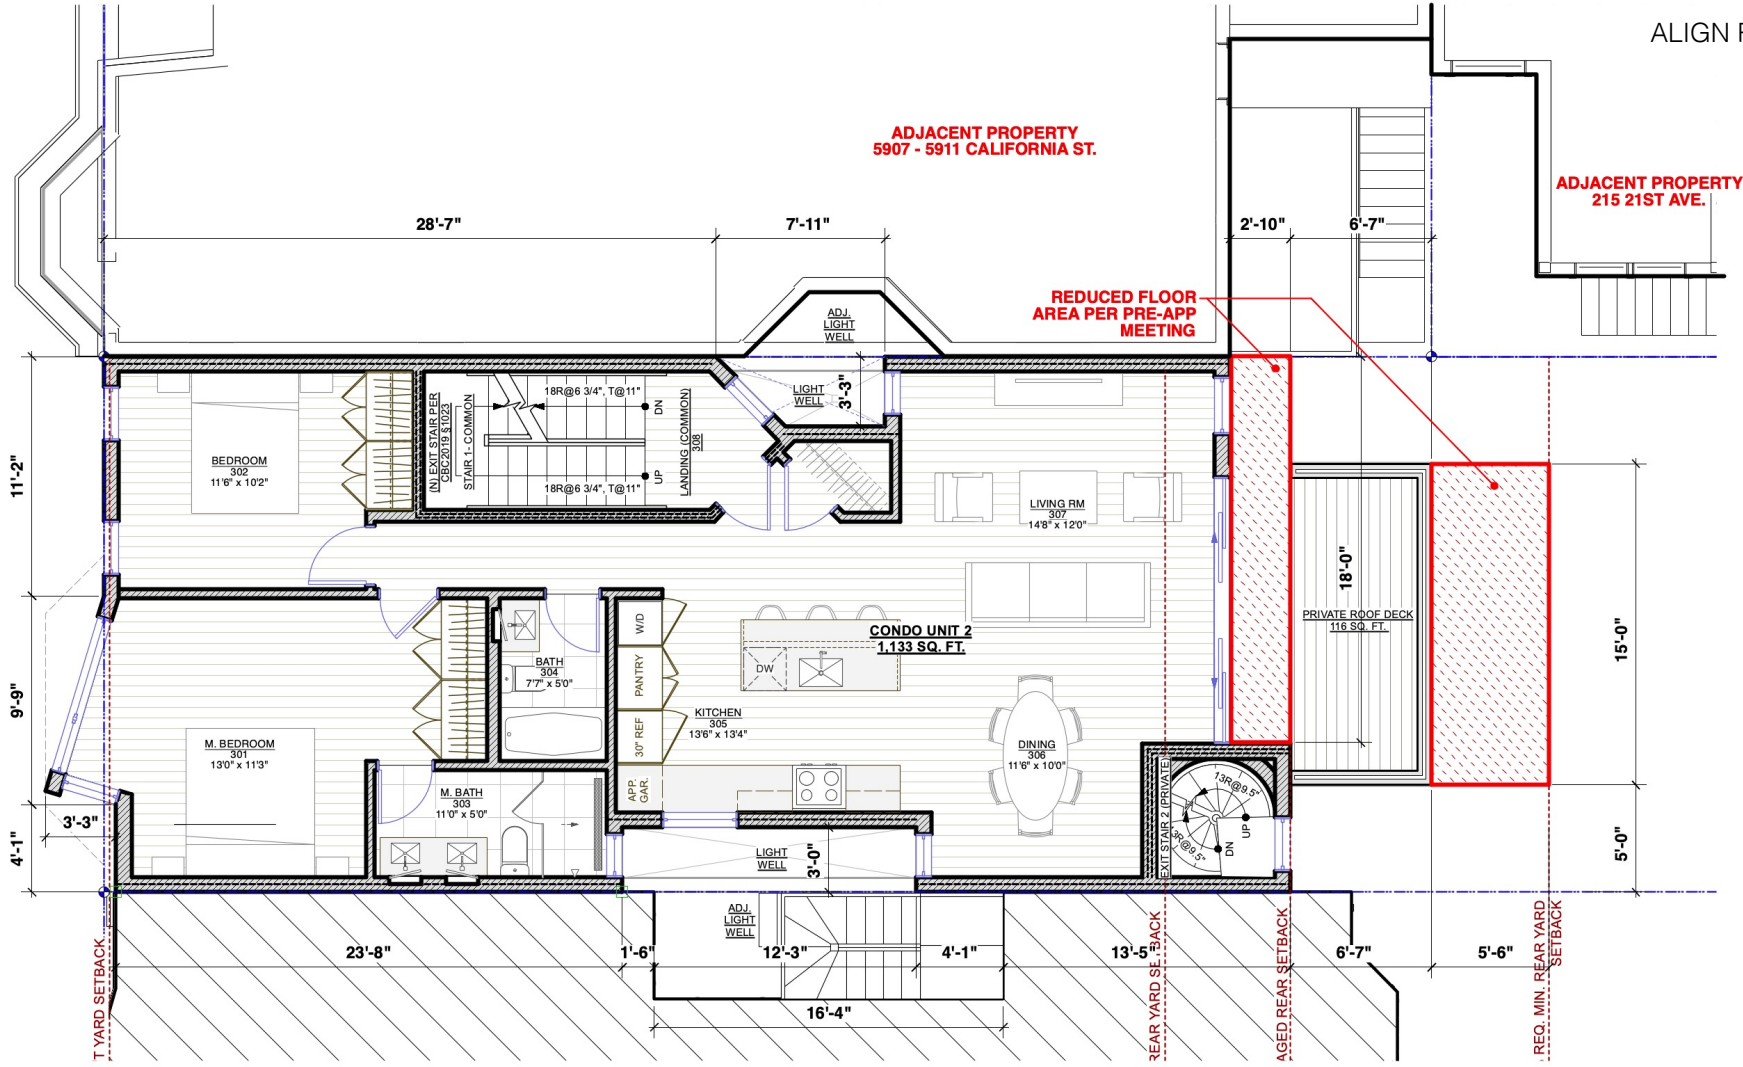 ALIGN
ADJACENT PROPERTY
5907 - 5911 CALIFORNIA ST.
ADJACENT PROPERTY
215 21ST AVE.
28'-7"
7'-11"
2'-10"
6'-7"
REDUCED FLOOR
AREA PER PRE-APP
MEETING
ADJ.
LIGHT
WELL
LIGHT
WELL
3'-3"
11'-2"
BEDROOM
302
11'6" x 10'2"
(N) EXIT STAIR PER
CBC2019 §1023
STAIR 1- COMMON
18R@6 3/4", T@11"
DN
UP
18R@6 3/4", T@11"
LANDING (COMMON)
308
LIVING RM
307
14'8" x 12'0"
18'-0"
PRIVATE ROOF DECK
116 SQ. FT.
15'-0"
9'-9"
W/D
PANTRY
30" REF
APP.
GAR.
BATH
304
7'7" x 5'0"
CONDO UNIT 2
1,133 SQ. FT.
DW
KITCHEN
305
13'6" x 13'4"
DINING
306
11'6" x 10'0"
M. BEDROOM
301
13'0" x 11'3"
M. BATH
303
11'0" x 5'0"
EXIT STAIR 2 (PRIVATE)
13R@9.5"
UP
DN
3R@9.5"
3'-3"
4'-1"
LIGHT
WELL
3'-0"
5'-0"
ADJ.
LIGHT
WELL
23'-8"
1'-6"
12'-3"
4'-1"
13'-5"
6'-7"
5'-6"
16'-4"
T YARD SETBACK
REAR YARD SETBACK
AGED REAR SETBACK
REQ. MIN. REAR YARD
SETBACK